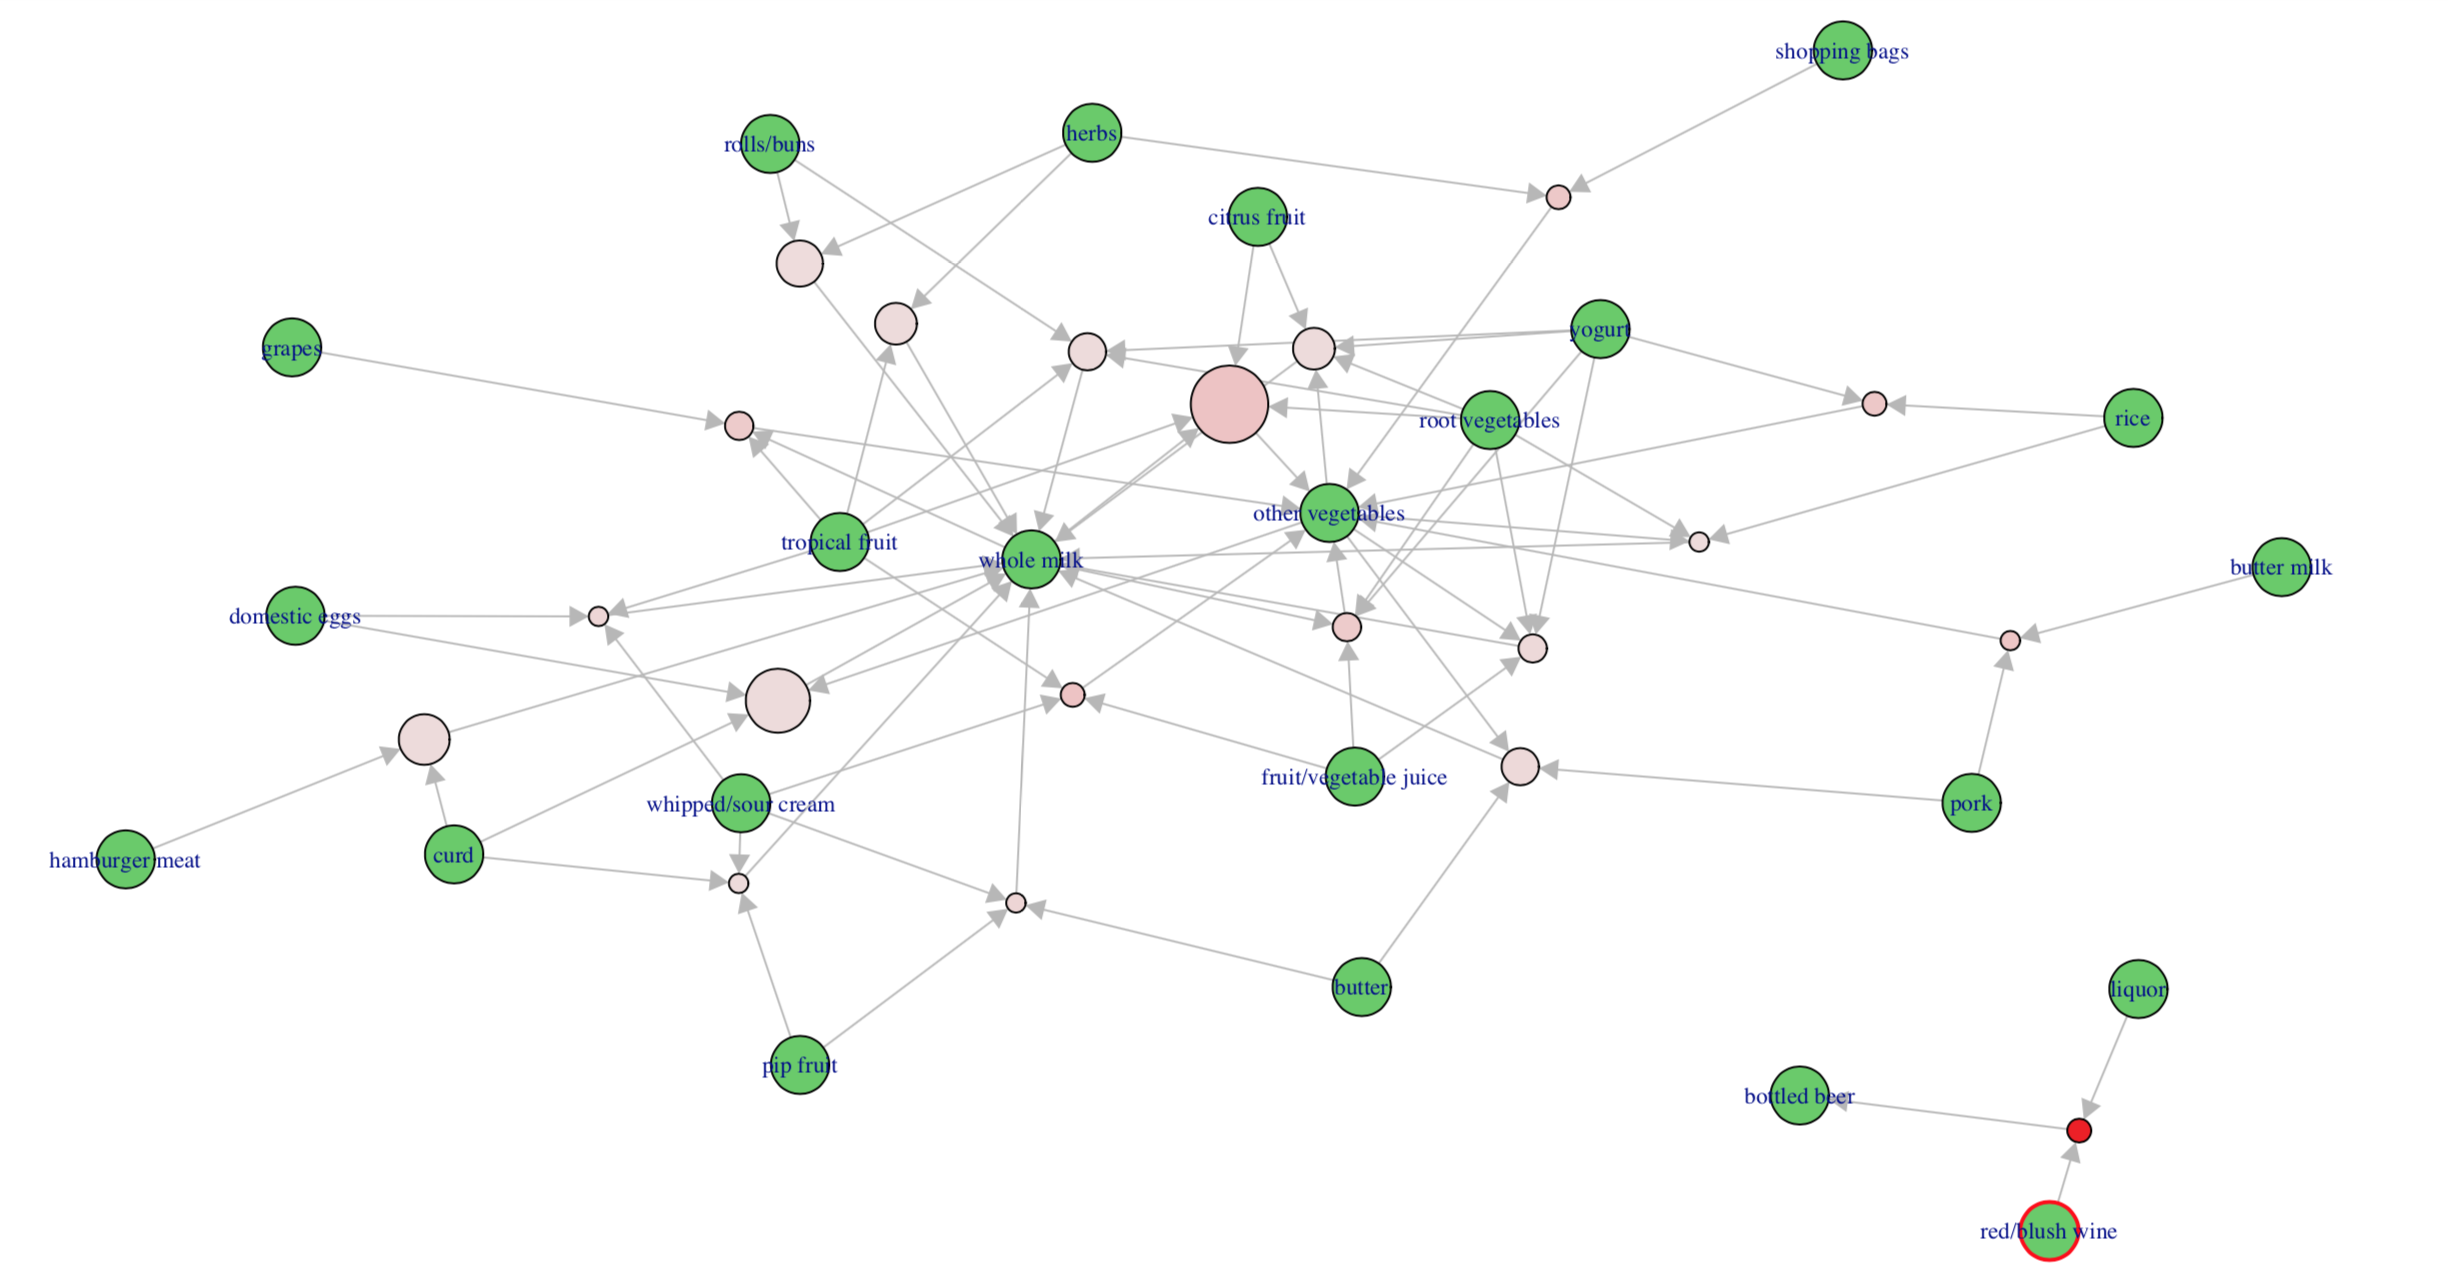 shopping bags
rolls/buns
herbs
citrus fruit
grapes
yogurt
root vegetables
rice
other vegetables
tropical fruit
whole milk
butter milk
domestic eggs
fruit/vegetable juice
whipped/sour cream
pork
hamburger meat
curd
butter
liquor
pip fruit
bottled beer
red/blush wine